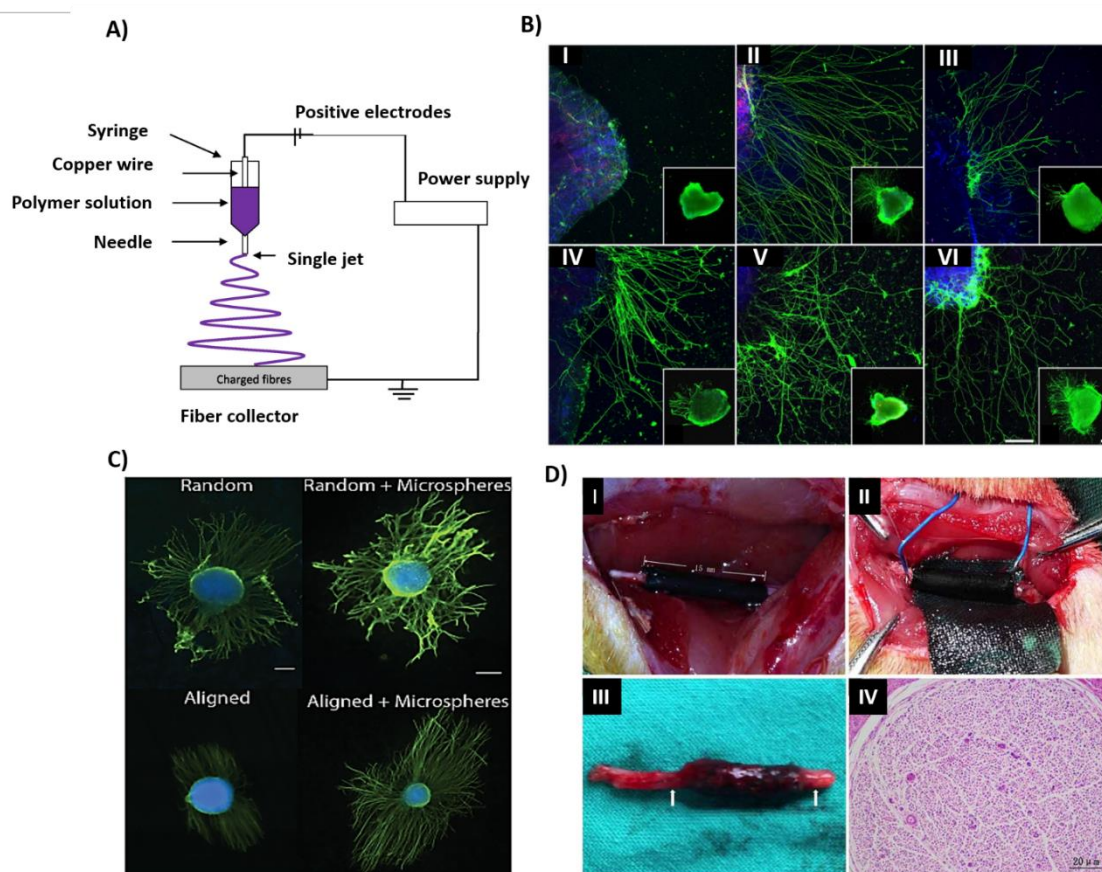 A)
Positive electrodes
Syringe
Copper wire
Power supply
Polymer solution
Needle
Single jet
Charged fibres
Fiber collector
B)
I
II
III
IV
V
VI
C)
Random
Random + Microspheres
Aligned
Aligned + Microspheres
D)
I
15 mm
II
III
IV
20 μm